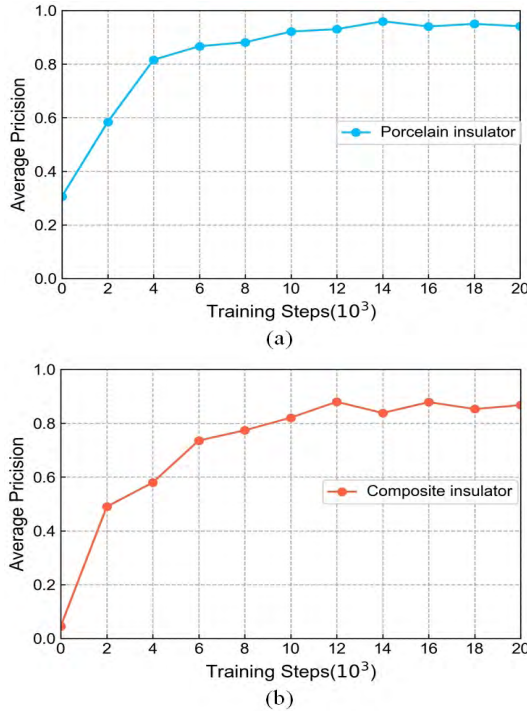 1.0
0.8
0.6
0.4
0.2
0.0
Average Pricision
Porcelain insulator
0 2 4 6 8 10 12 14 16 18 20
Training Steps(10³)
(a)
1.0
0.8
0.6
0.4
0.2
0.0
Average Pricision
Composite insulator
0 2 4 6 8 10 12 14 16 18 20
Training Steps(10³)
(b)